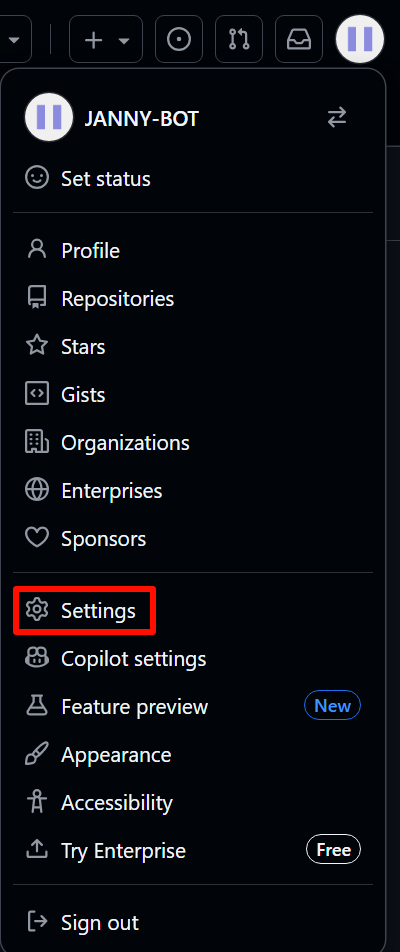 JANNY-BOT
Set status
Profile
Repositories
Stars
Gists
Organizations
Enterprises
Sponsors
Settings
Copilot settings
Feature preview New
Appearance
Accessibility
Try Enterprise Free
Sign out